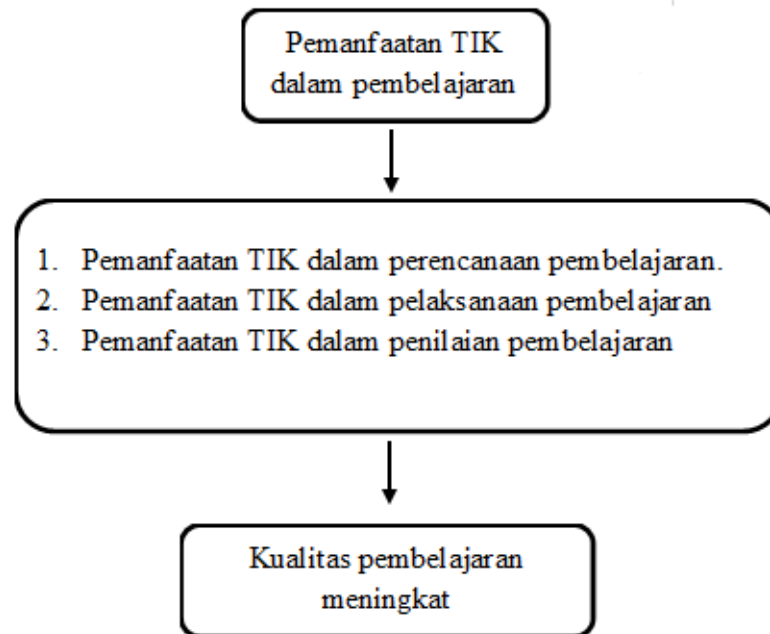 Pemanfaatan TIK
dalam pembelajaran
1. Pemanfaatan TIK dalam perencanaan pembelajaran.
2. Pemanfaatan TIK dalam pelaksanaan pembelajaran
3. Pemanfaatan TIK dalam penilaian pembelajaran
Kualitas pembelajaran
meningkat